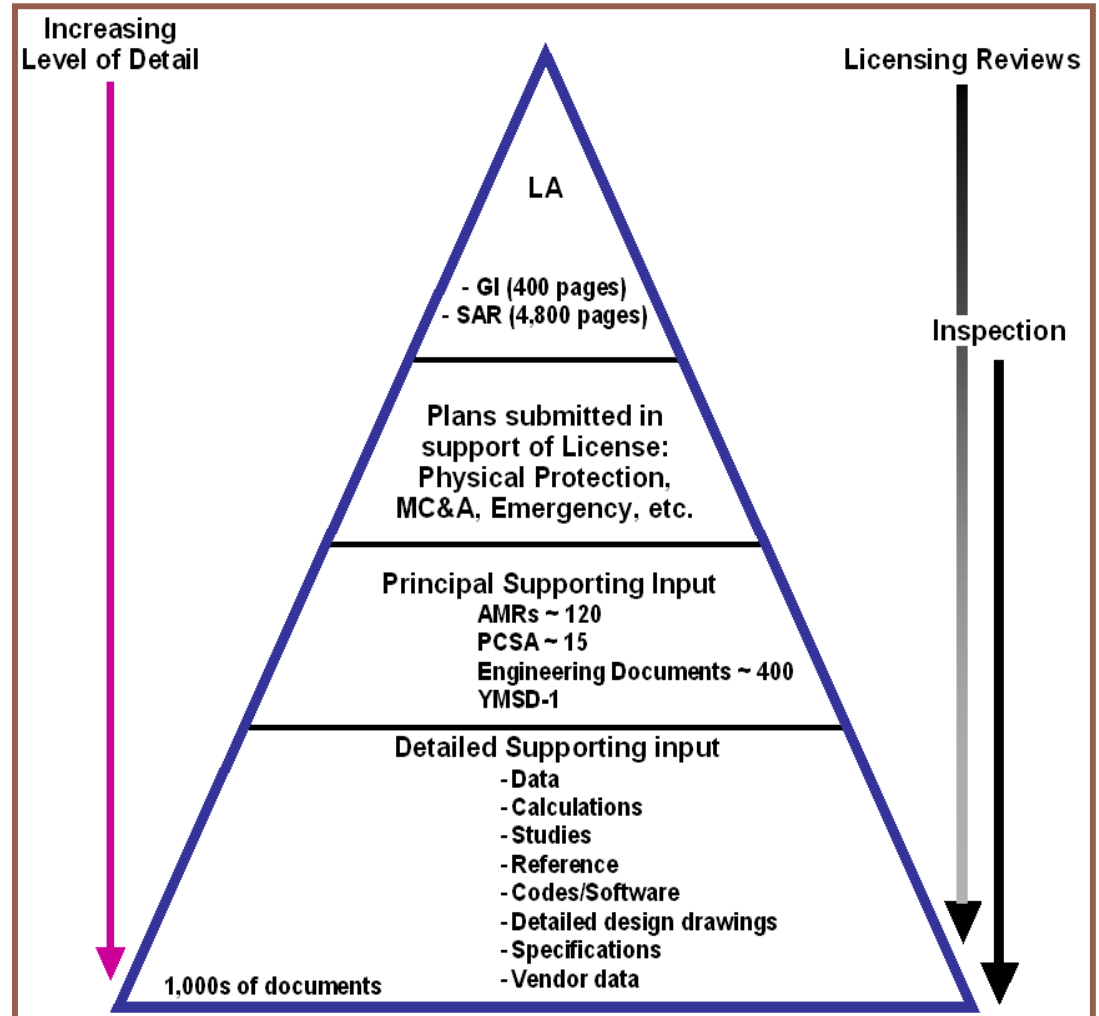 Increasing
Level of Detail
Licensing Reviews
LA
- GI (400 pages)
- SAR (4,800 pages)
Inspection
Plans submitted in
support of License:
Physical Protection,
MC&A, Emergency, etc.
Principal Supporting Input
AMRs ~ 120
PCSA ~ 15
Engineering Documents ~ 400
YMSD-1
Detailed Supporting input
- Data
- Calculations
- Studies
- Reference
- Codes/Software
- Detailed design drawings
- Specifications
- Vendor data
1,000s of documents